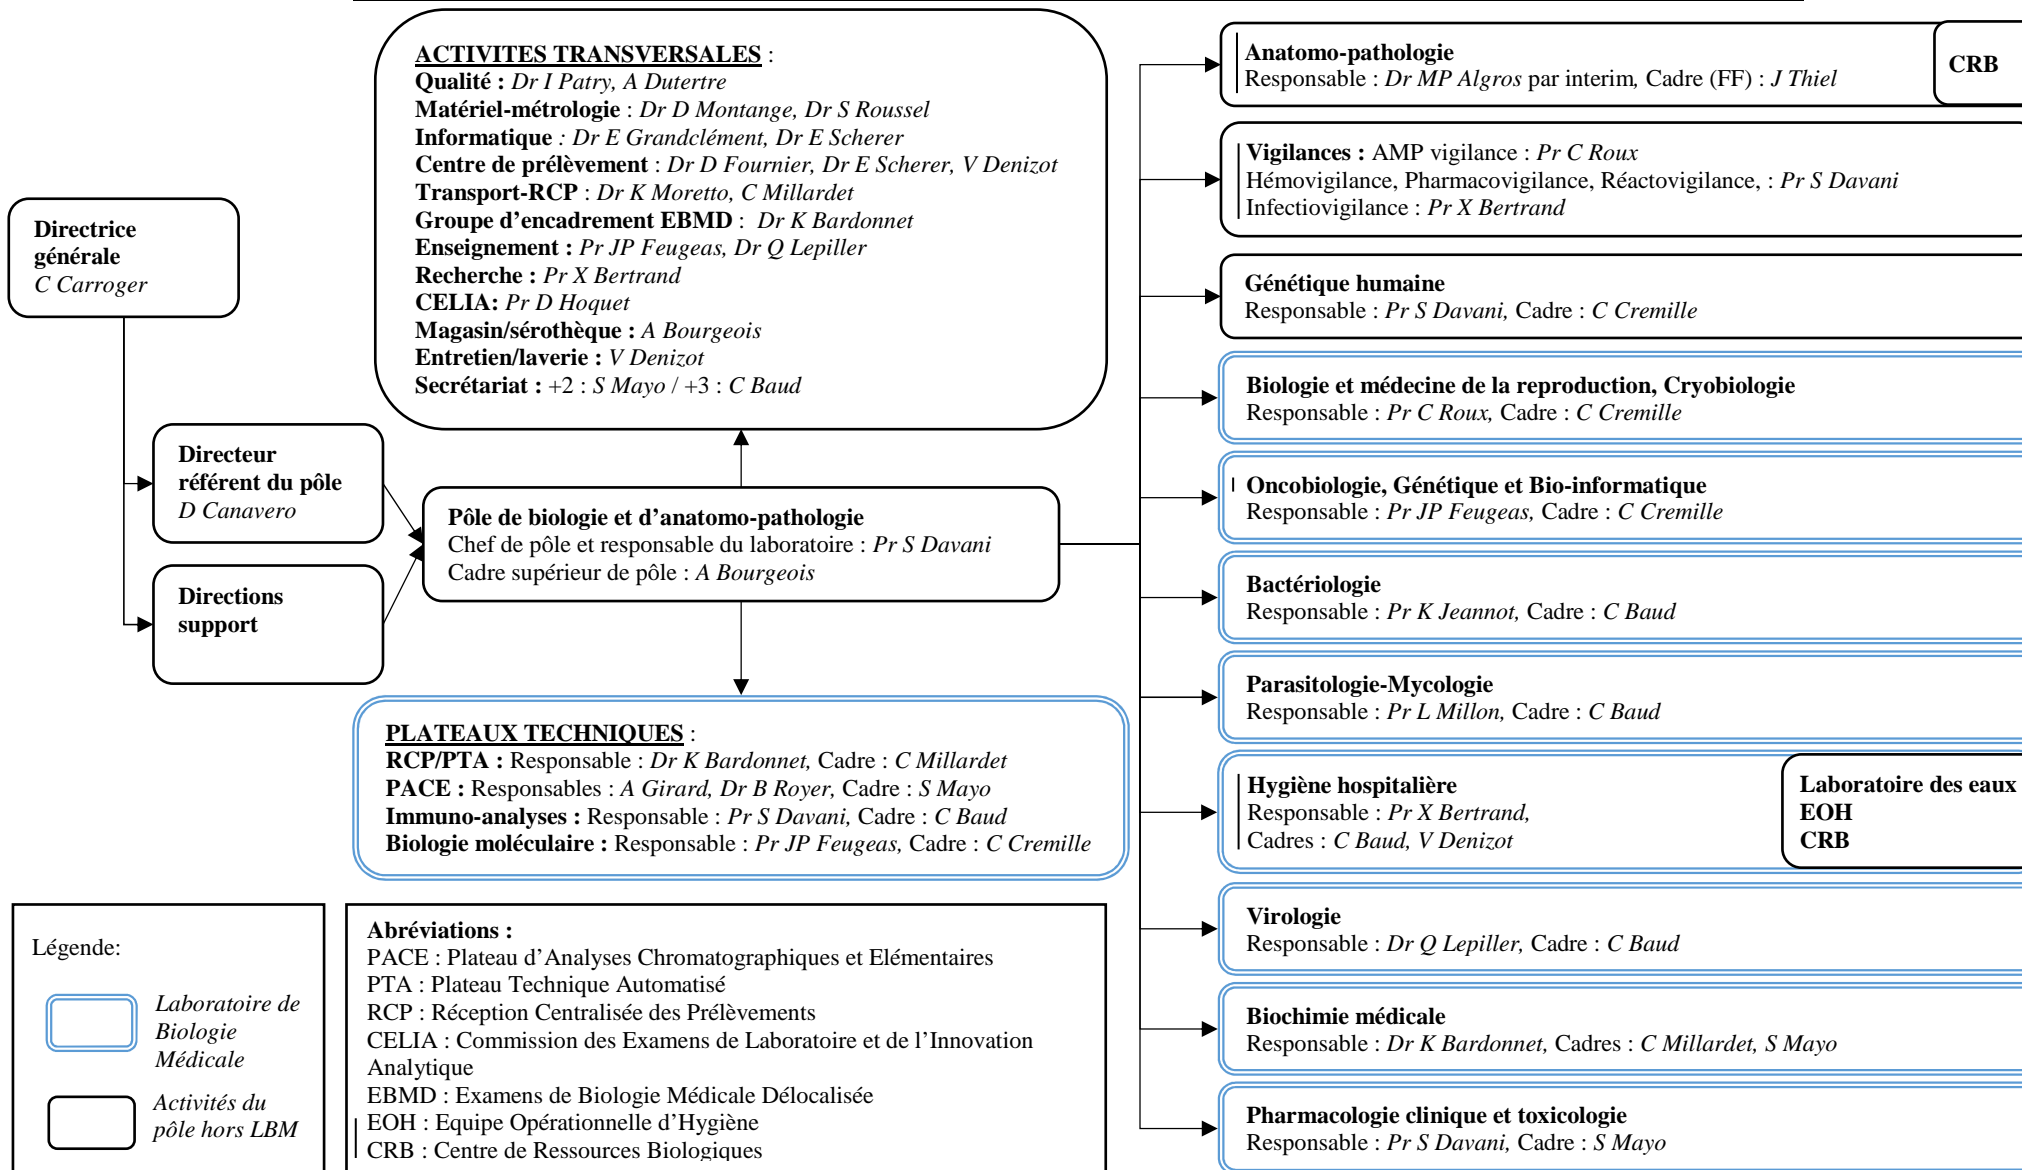 ACTIVITES TRANSVERSALES :
Qualité : Dr I Patry, A Dutertre
Matériel-métrologie : Dr D Montange, Dr S Roussel
Informatique : Dr E Grandclément, Dr E Scherer
Centre de prélèvement : Dr D Fournier, Dr E Scherer, V Denizot
Transport-RCP : Dr K Moretto, C Millardet
Groupe d’encadrement EBMD : Dr K Bardonnet
Enseignement : Pr JP Feugeas, Dr Q Lepiller
Recherche : Pr X Bertrand
CELIA: Pr D Hoquet
Magasin/sérothèque : A Bourgeois
Entretien/laverie : V Denizot
Secrétariat : +2 : S Mayo / +3 : C Baud
Directrice
générale
C Carroger
Directeur
référent du pôle
D Canavero
Directions
support
Pôle de biologie et d’anatomo-pathologie
Chef de pôle et responsable du laboratoire : Pr S Davani
Cadre supérieur de pôle : A Bourgeois
PLATEAUX TECHNIQUES :
RCP/PTA : Responsable : Dr K Bardonnet, Cadre : C Millardet
PACE : Responsables : A Girard, Dr B Royer, Cadre : S Mayo
Immuno-analyses : Responsable : Pr S Davani, Cadre : C Baud
Biologie moléculaire : Responsable : Pr JP Feugeas, Cadre : C Cremille
Anatomo-pathologie
Responsable : Dr MP Algros par interim, Cadre (FF) : J Thiel
CRB
Vigilances : AMP vigilance : Pr C Roux
Hémovigilance, Pharmacovigilance, Réactovigilance, : Pr S Davani
Infectiovigilance : Pr X Bertrand
Génétique humaine
Responsable : Pr S Davani, Cadre : C Cremille
Biologie et médecine de la reproduction, Cryobiologie
Responsable : Pr C Roux, Cadre : C Cremille
Oncobiologie, Génétique et Bio-informatique
Responsable : Pr JP Feugeas, Cadre : C Cremille
Bactériologie
Responsable : Pr K Jeannot, Cadre : C Baud
Parasitologie-Mycologie
Responsable : Pr L Millon, Cadre : C Baud
Hygiène hospitalière
Responsable : Pr X Bertrand,
Cadres : C Baud, V Denizot
Laboratoire des eaux
EOH
CRB
Virologie
Responsable : Dr Q Lepiller, Cadre : C Baud
Biochimie médicale
Responsable : Dr K Bardonnet, Cadres : C Millardet, S Mayo
Pharmacologie clinique et toxicologie
Responsable : Pr S Davani, Cadre : S Mayo
Légende:
Laboratoire de
Biologie
Médicale
Activités du
pôle hors LBM
Abréviations :
PACE : Plateau d’Analyses Chromatographiques et Elémentaires
PTA : Plateau Technique Automatisé
RCP : Réception Centralisée des Prélèvements
CELIA : Commission des Examens de Laboratoire et de l’Innovation
Analytique
EBMD : Examens de Biologie Médicale Délocalisée
EOH : Equipe Opérationnelle d’Hygiène
CRB : Centre de Ressources Biologiques